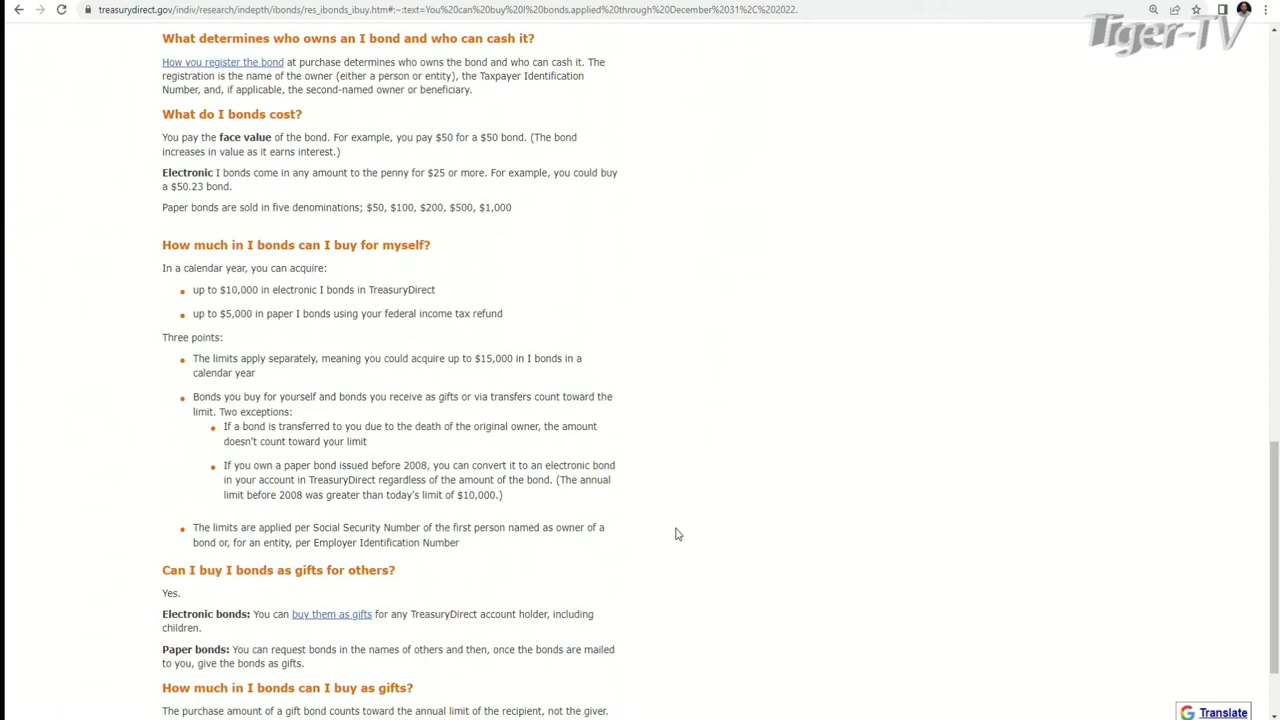 treasurydirect.gov/indiv/research/indepth/ibonds/res_ibonds_ibuy.htm#:~:text=You%20can%20buy%20I%20bonds,applied%20through%20December%2031%2C%202022.
Tiger-TV
What determines who owns an I bond and who can cash it?
How you register the bond at purchase determines who owns the bond and who can cash it. The
registration is the name of the owner (either a person or entity), the Taxpayer Identification
Number, and, if applicable, the second-named owner or beneficiary.
What do I bonds cost?
You pay the face value of the bond. For example, you pay $50 for a $50 bond. (The bond
increases in value as it earns interest.)
Electronic I bonds come in any amount to the penny for $25 or more. For example, you could buy
a $50.23 bond.
Paper bonds are sold in five denominations; $50, $100, $200, $500, $1,000
How much in I bonds can I buy for myself?
In a calendar year, you can acquire:
up to $10,000 in electronic I bonds in TreasuryDirect
up to $5,000 in paper I bonds using your federal income tax refund
Three points:
The limits apply separately, meaning you could acquire up to $15,000 in I bonds in a
calendar year
Bonds you buy for yourself and bonds you receive as gifts or via transfers count toward the
limit. Two exceptions:
If a bond is transferred to you due to the death of the original owner, the amount
doesn't count toward your limit
If you own a paper bond issued before 2008, you can convert it to an electronic bond
in your account in TreasuryDirect regardless of the amount of the bond. (The annual
limit before 2008 was greater than today's limit of $10,000.)
The limits are applied per Social Security Number of the first person named as owner of a
bond or, for an entity, per Employer Identification Number
Can I buy I bonds as gifts for others?
Yes.
Electronic bonds: You can buy them as gifts for any TreasuryDirect account holder, including
children.
Paper bonds: You can request bonds in the names of others and then, once the bonds are mailed
to you, give the bonds as gifts.
How much in I bonds can I buy as gifts?
The purchase amount of a gift bond counts toward the annual limit of the recipient, not the giver.
Translate